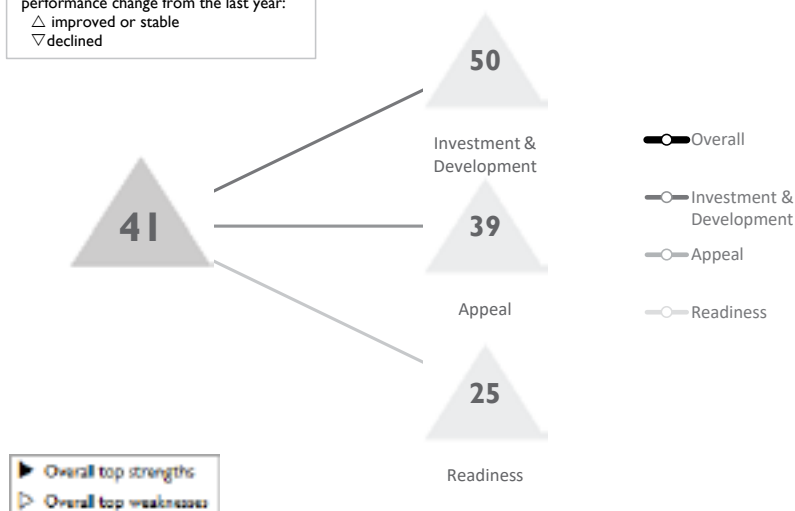 performance change from the last year:
△ improved or stable
▽ declined
50
Investment &
Development
41
39
Appeal
25
Readiness
Overall
Investment &
Development
Appeal
Readiness
▶ Overall top strengths
▷ Overall top weaknesses